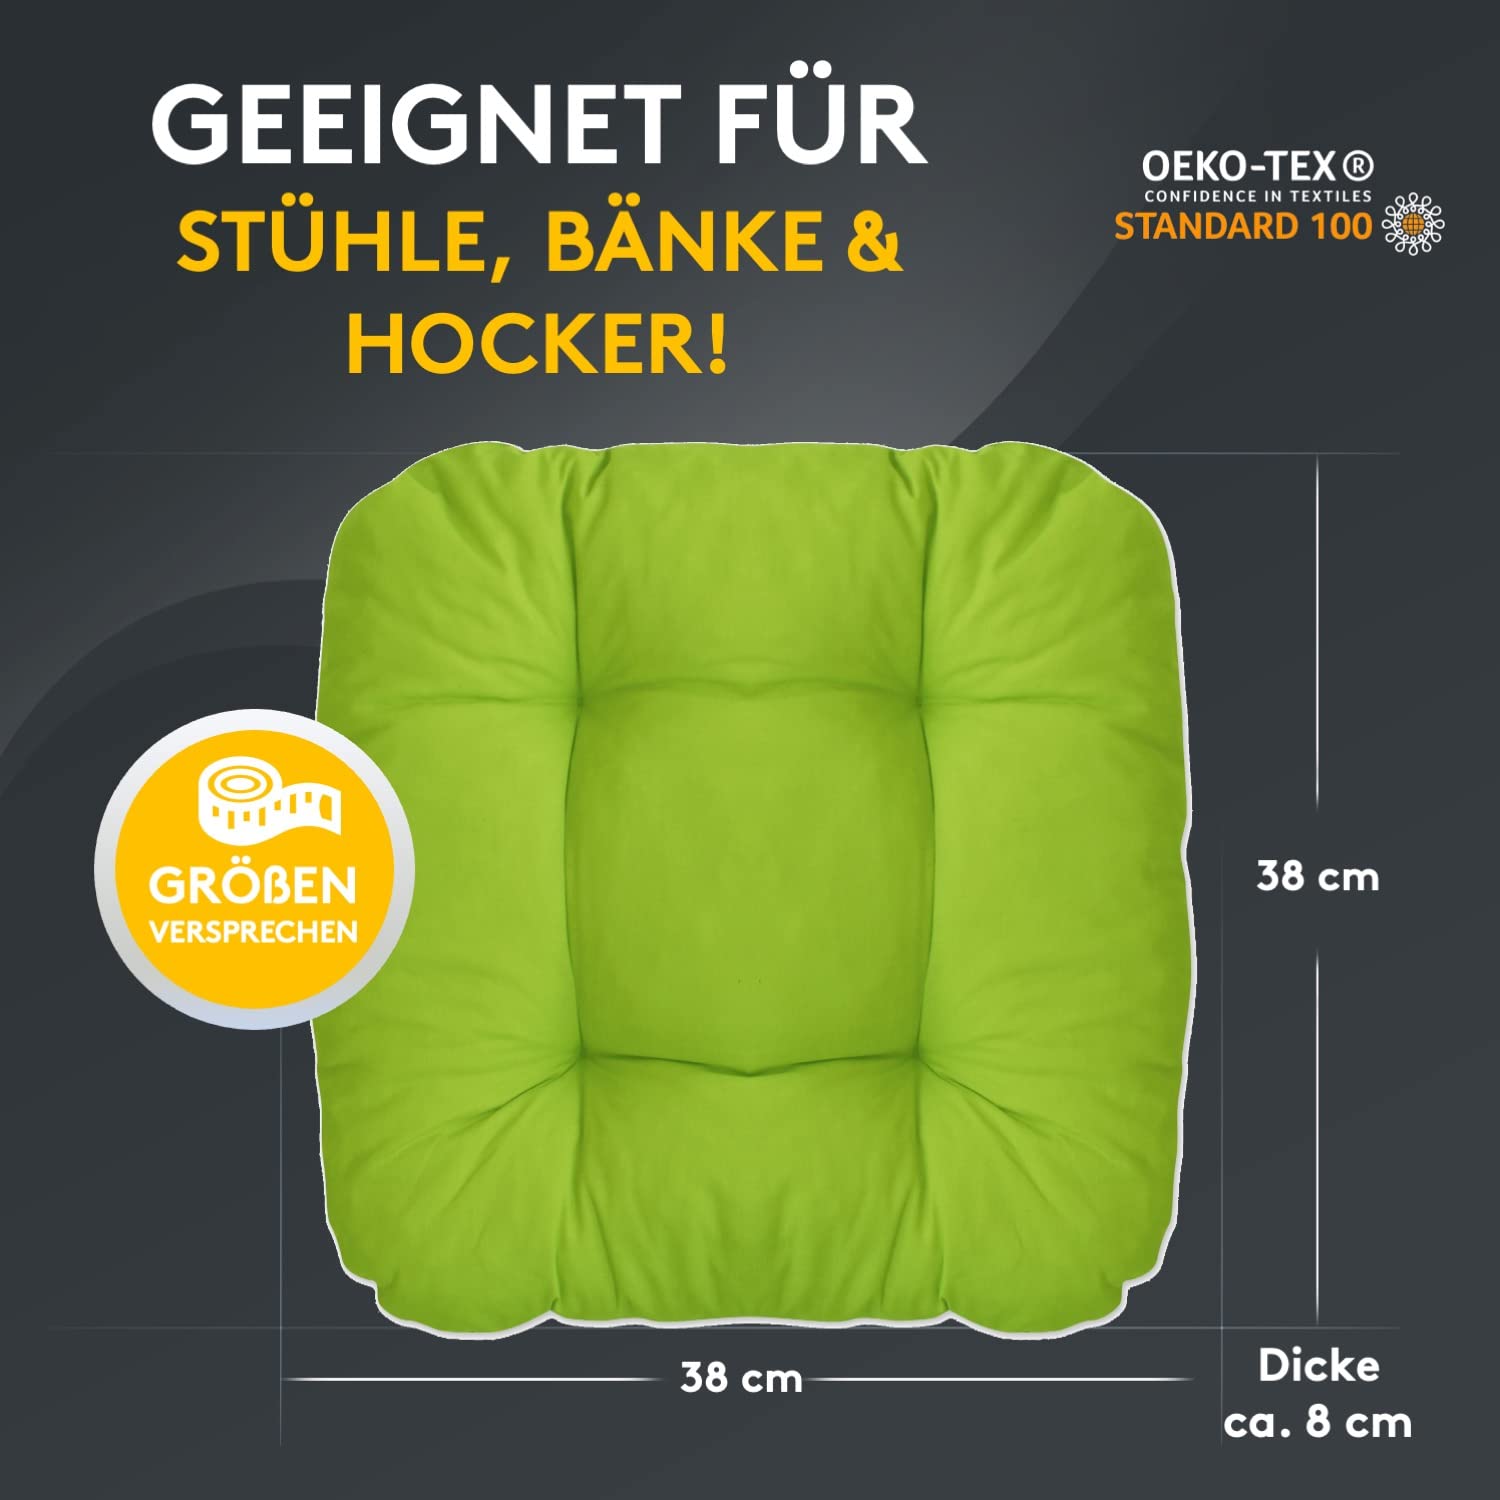 GEEIGNET FÜR
STÜHLE, BÄNKE &
HOCKER!
OEKO-TEX®
CONFIDENCE IN TEXTILES
STANDARD 100
GRÖßEN
VERSPRECHEN
38 cm
38 cm
Dicke
ca. 8 cm